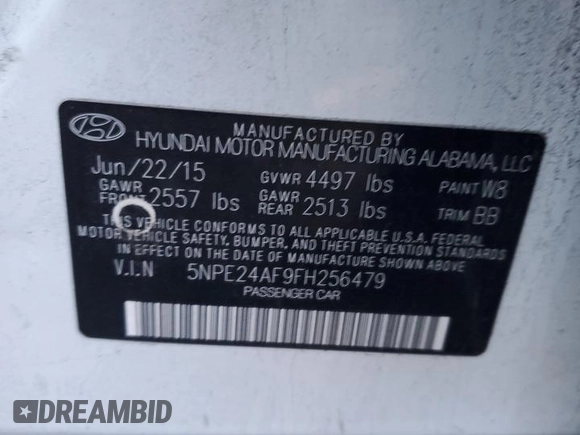 MANUFACTURED BY
HYUNDAI MOTOR MANUFACTURING ALABAMA, LLC
Jun/22/15 GVWR 4497 lbs PAINT W8
GAWR FRONT 2557 lbs GAWR REAR 2513 lbs TRIM BB
THIS VEHICLE CONFORMS TO ALL APPLICABLE U.S.A. FEDERAL
MOTOR VEHICLE SAFETY, BUMPER, AND THEFT PREVENTION STANDARDS
IN EFFECT ON THE DATE OF MANUFACTURE SHOWN ABOVE.
V.I.N 5NPE24AF9FH256479
PASSENGER CAR
DREAMBID